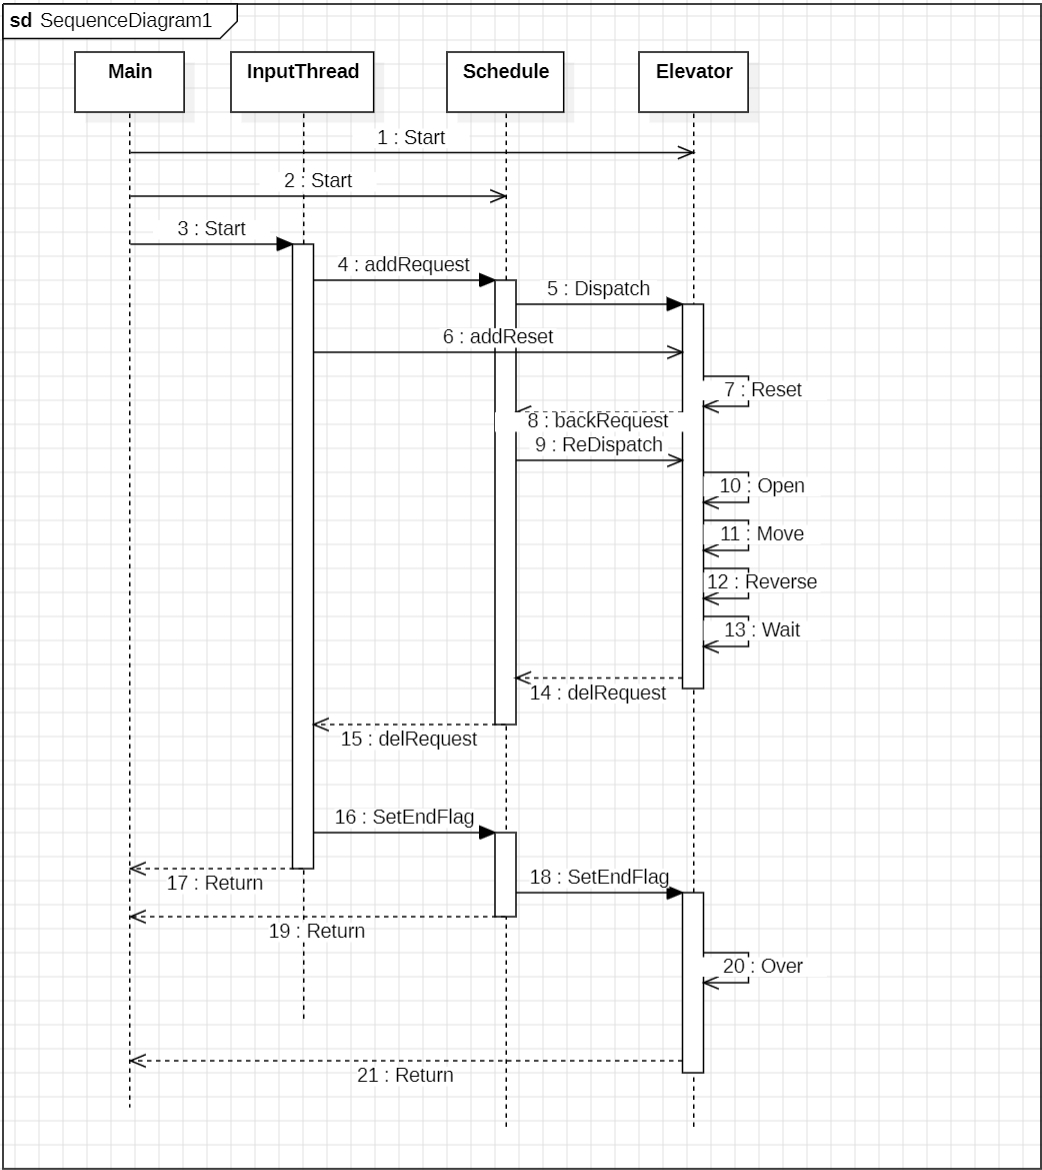 sd SequenceDiagram1
Main
InputThread
Schedule
Elevator
1 : Start
2 : Start
3 : Start
4 : addRequest
5 : Dispatch
6 : addReset
7 : Reset
8 : backRequest
9 : ReDispatch
10 : Open
11 : Move
12 : Reverse
13 : Wait
14 : delRequest
15 : delRequest
16 : SetEndFlag
17 : Return
18 : SetEndFlag
19 : Return
20 : Over
21 : Return